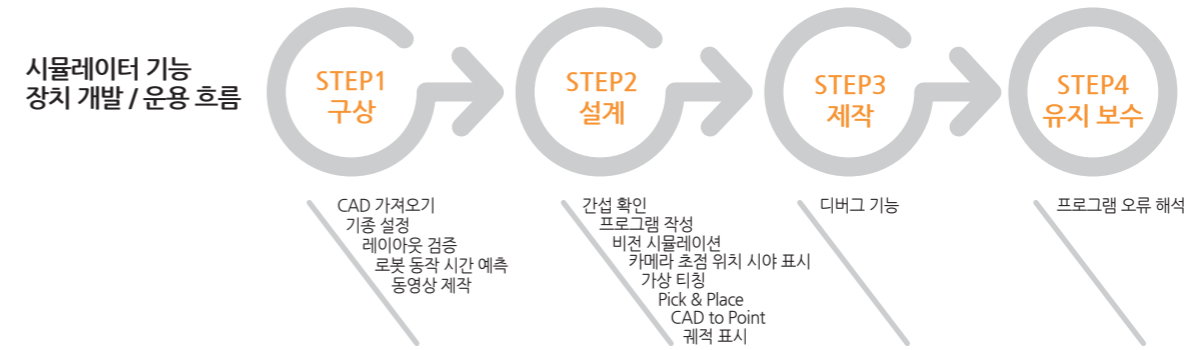 시뮬레이터 기능
장치 개발 / 운용 흐름
STEP1
구상
STEP2
설계
STEP3
제작
STEP4
유지 보수
CAD 가져오기
기종 설정
레이아웃 검증
로봇 동작 시간 예측
동영상 제작
간섭 확인
프로그램 작성
비전 시뮬레이션
카메라 초점 위치 시야 표시
가상 티칭
Pick & Place
CAD to Point
궤적 표시
디버그 기능
프로그램 오류 해석